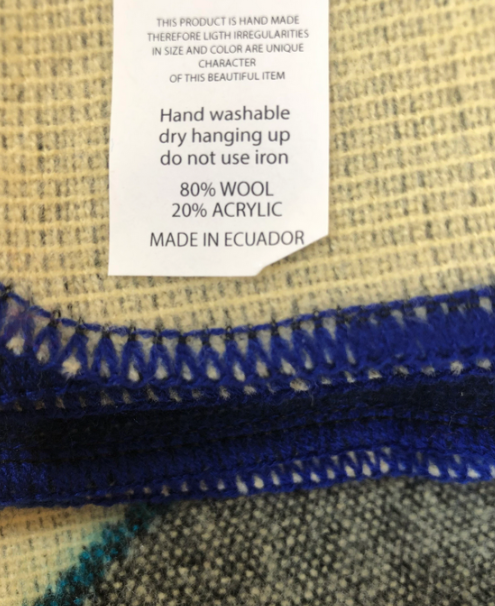 THIS PRODUCT IS HAND MADE
THEREFORE LIGTH IRREGULARITIES
IN SIZE AND COLOR ARE UNIQUE
CHARACTER
OF THIS BEAUTIFUL ITEM
Hand washable
dry hanging up
do not use iron
80% WOOL
20% ACRYLIC
MADE IN ECUADOR